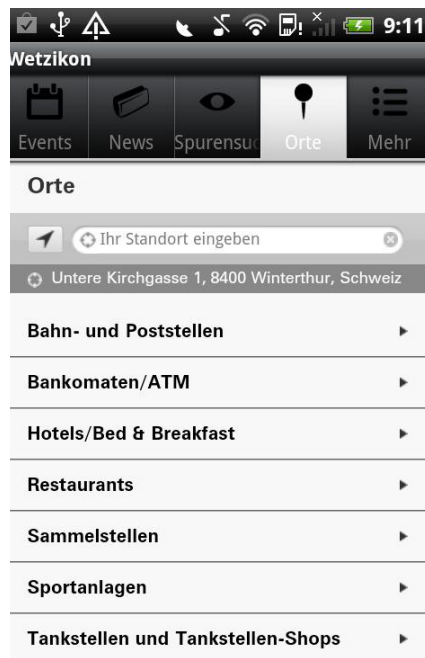 9:11
Wetzikon
Events News Spurensuc Orte Mehr
Orte
Ihr Standort eingeben
Untere Kirchgasse 1, 8400 Winterthur, Schweiz
Bahn- und Poststellen
Bankomaten/ATM
Hotels/Bed & Breakfast
Restaurants
Sammelstellen
Sportanlagen
Tankstellen und Tankstellen-Shops